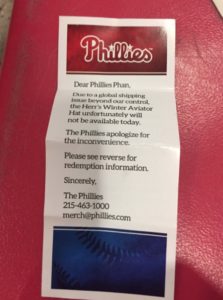 Phillies
Dear Phillies Phan,
Due to a global shipping
issue beyond our control,
the Herr's Winter Aviator
Hat unfortunately will
not be available today.
The Phillies apologize for
the inconvenience.
Please see reverse for
redemption information.
Sincerely,
The Phillies
215-463-1000
merch@phillies.com